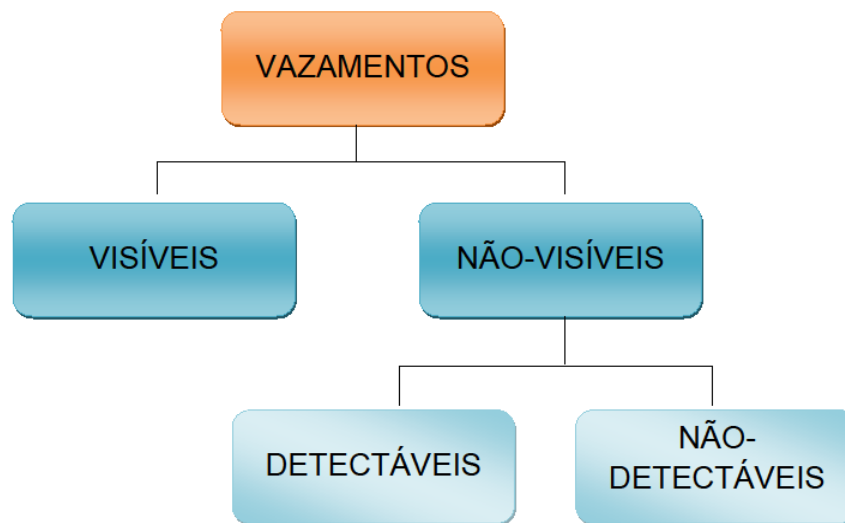 VAZAMENTOS
VISÍVEIS
NÃO-VISÍVEIS
DETECTÁVEIS
NÃO-
DETECTÁVEIS